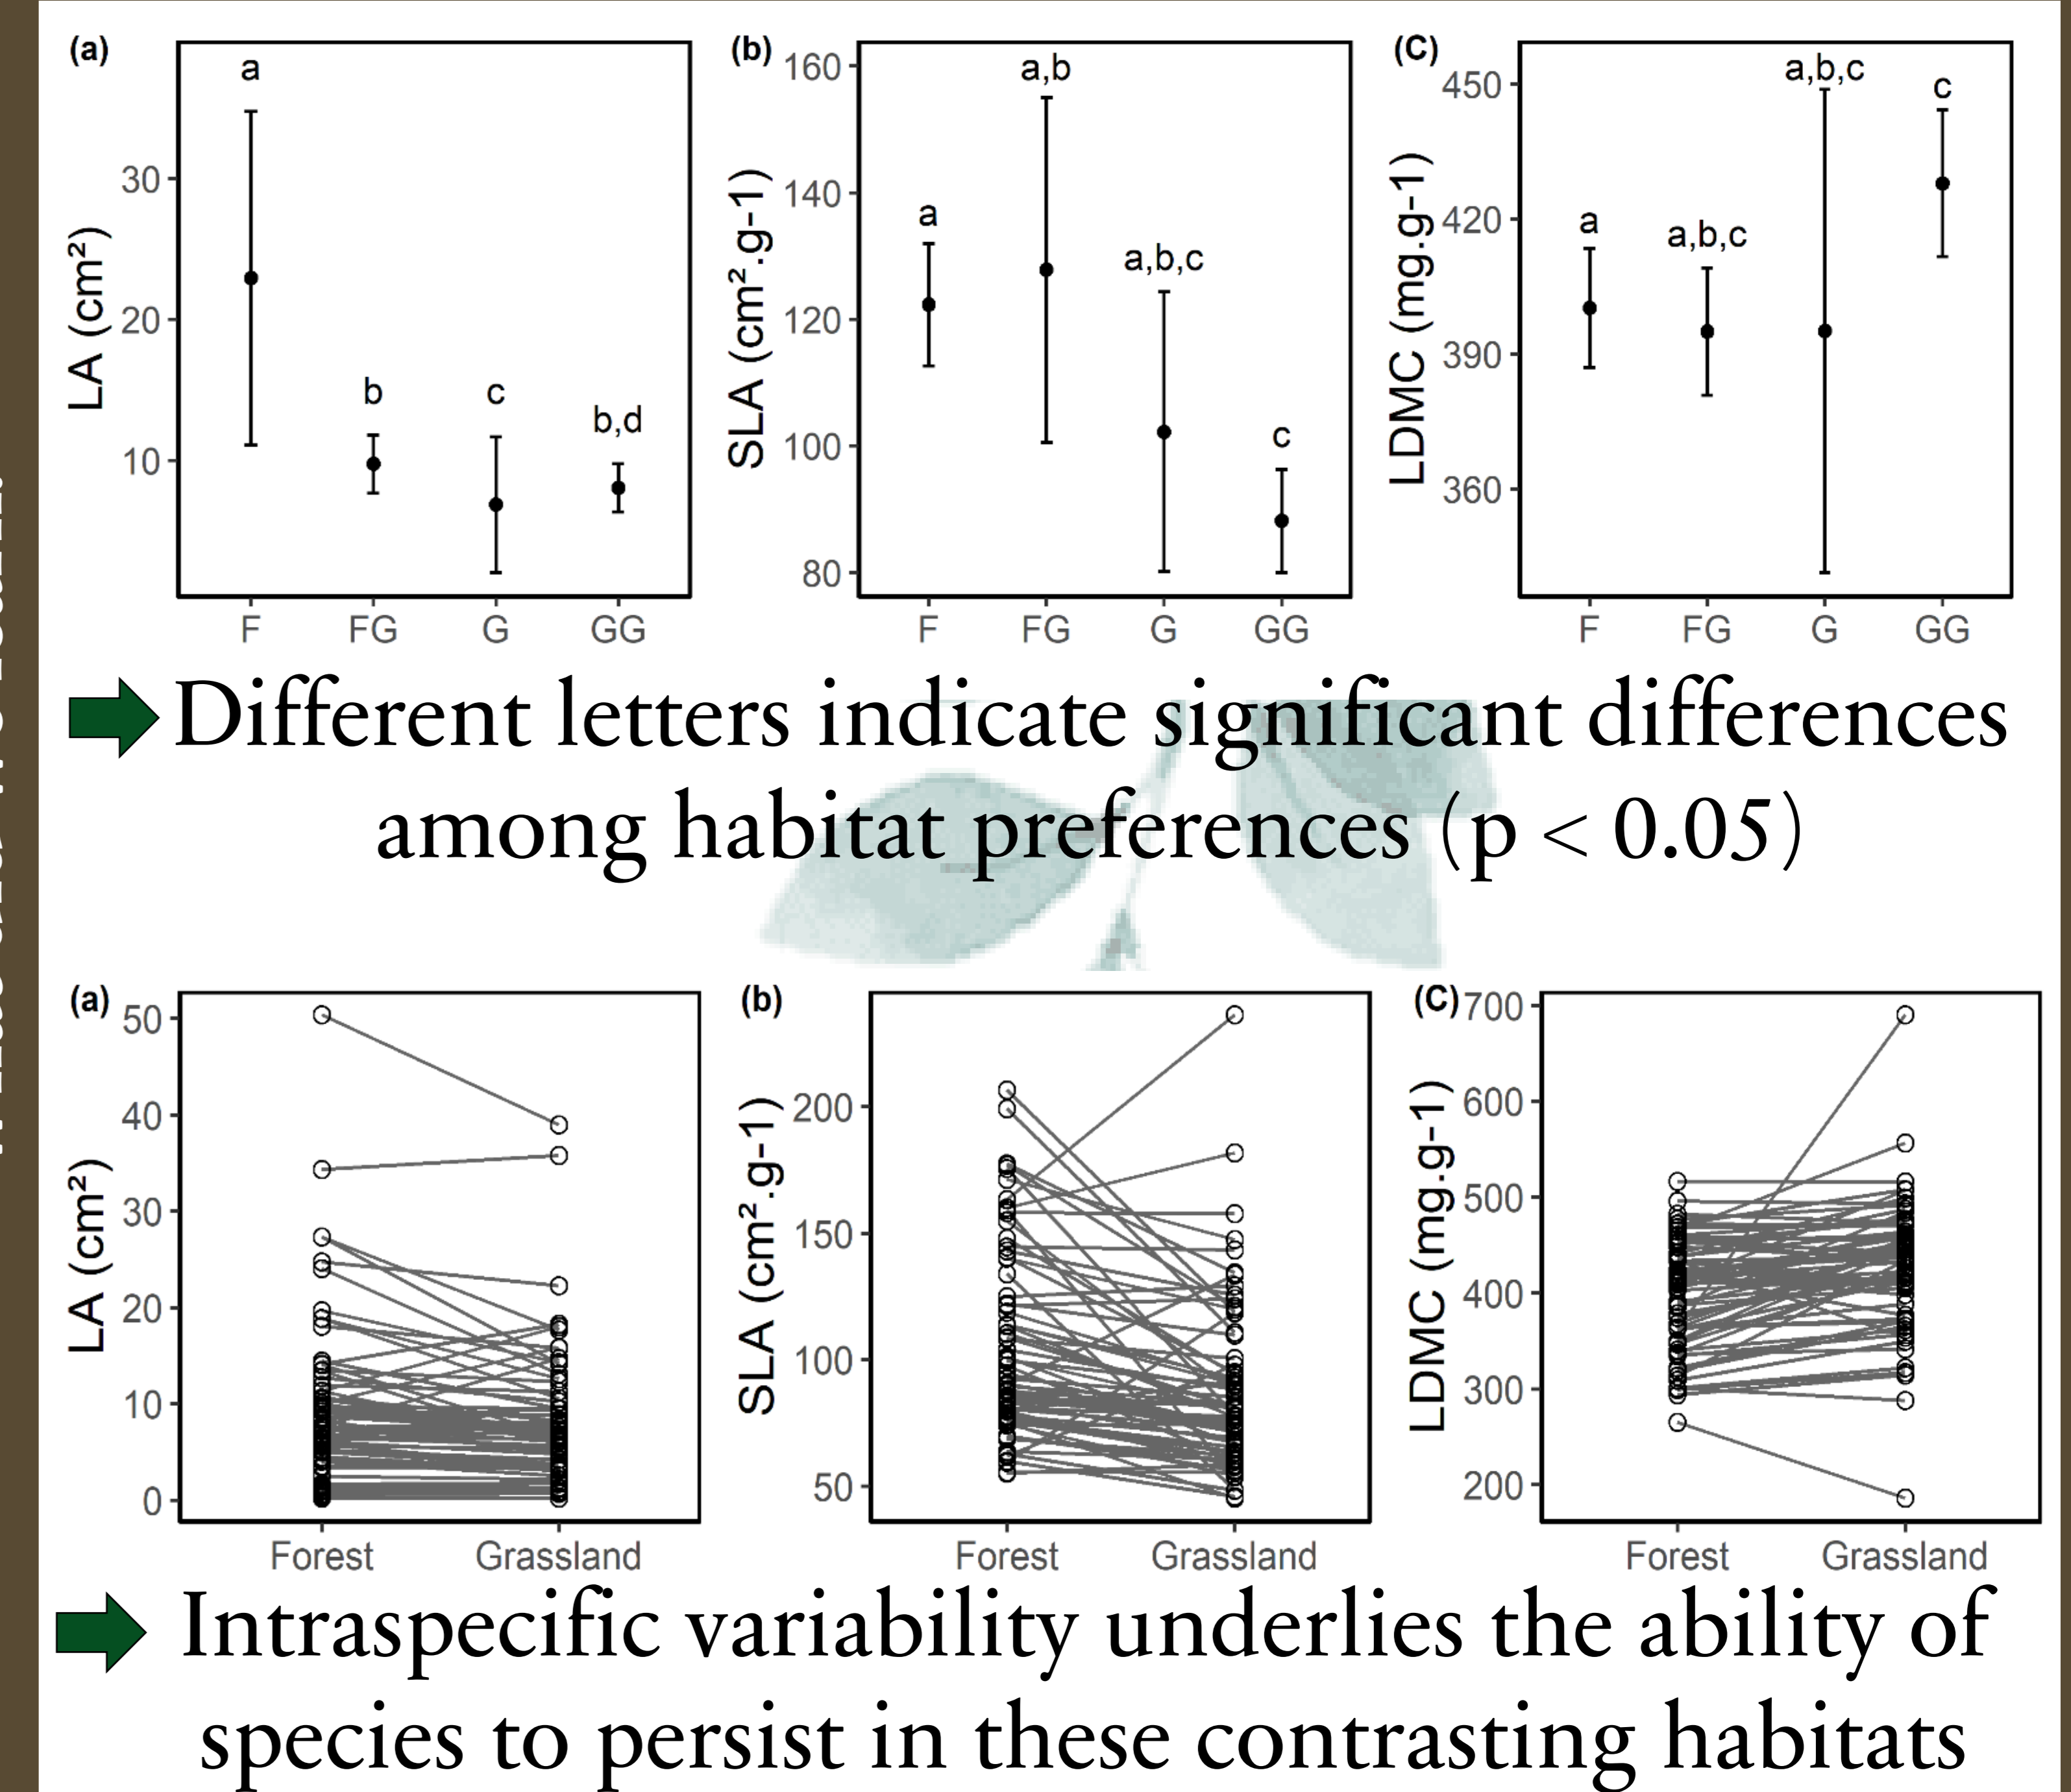 (a)
a
b
c
b,d
LA (cm²)
30
20
10
F FG G GG
(b)
a
a,b
a,b,c
c
SLA (cm².g-1)
160
140
120
100
80
F FG G GG
(C)
a
a,b,c
a,b,c
c
LDMC (mg.g-1)
450
420
390
360
F FG G GG
Different letters indicate significant differences
among habitat preferences (p < 0.05)
(a)
LA (cm²)
50
40
30
20
10
0
Forest Grassland
(b)
SLA (cm².g-1)
200
150
100
50
Forest Grassland
(C)
LDMC (mg.g-1)
700
600
500
400
300
200
Forest Grassland
Intraspecific variability underlies the ability of
species to persist in these contrasting habitats